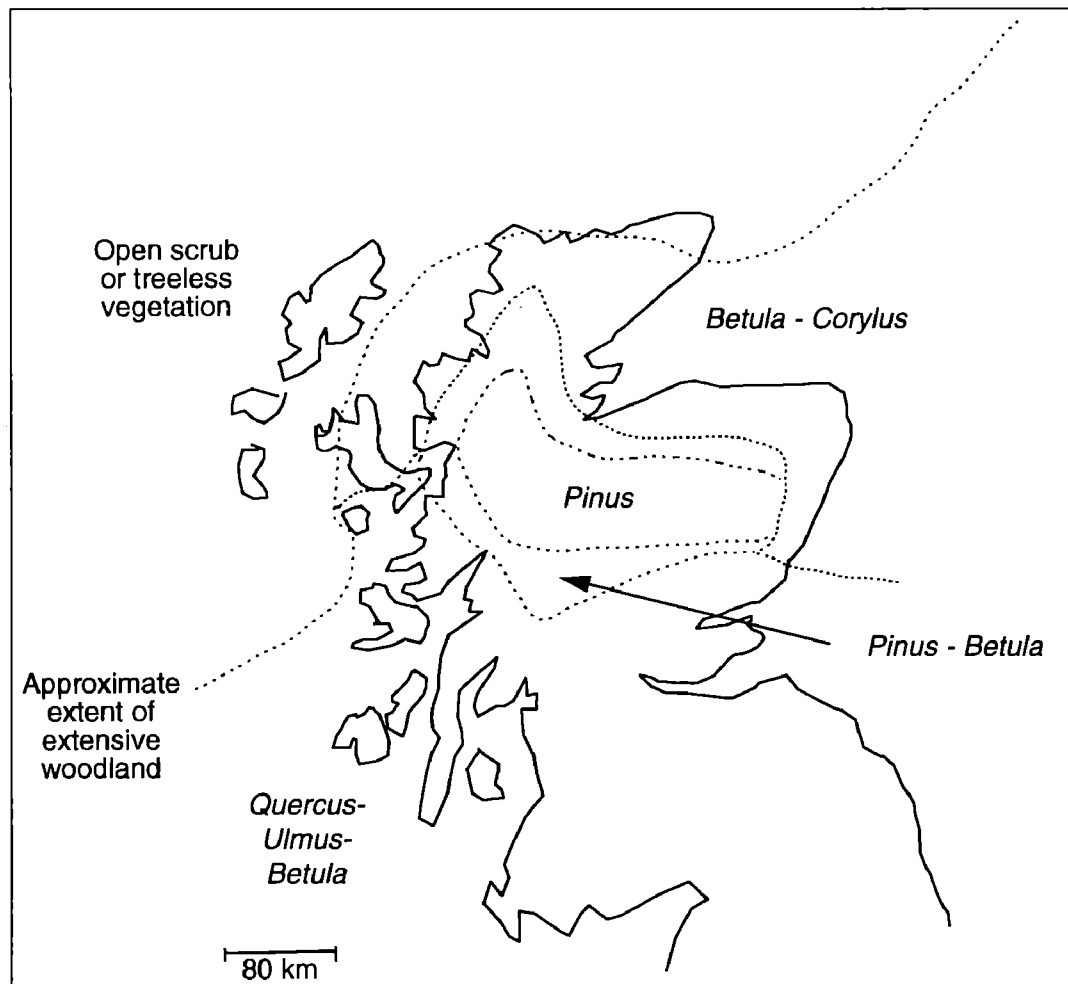 Open scrub
or treeless
vegetation
Betula - Corylus
Pinus
Pinus - Betula
Approximate
extent of
extensive
woodland
Quercus-
Ulmus-
Betula
80 km